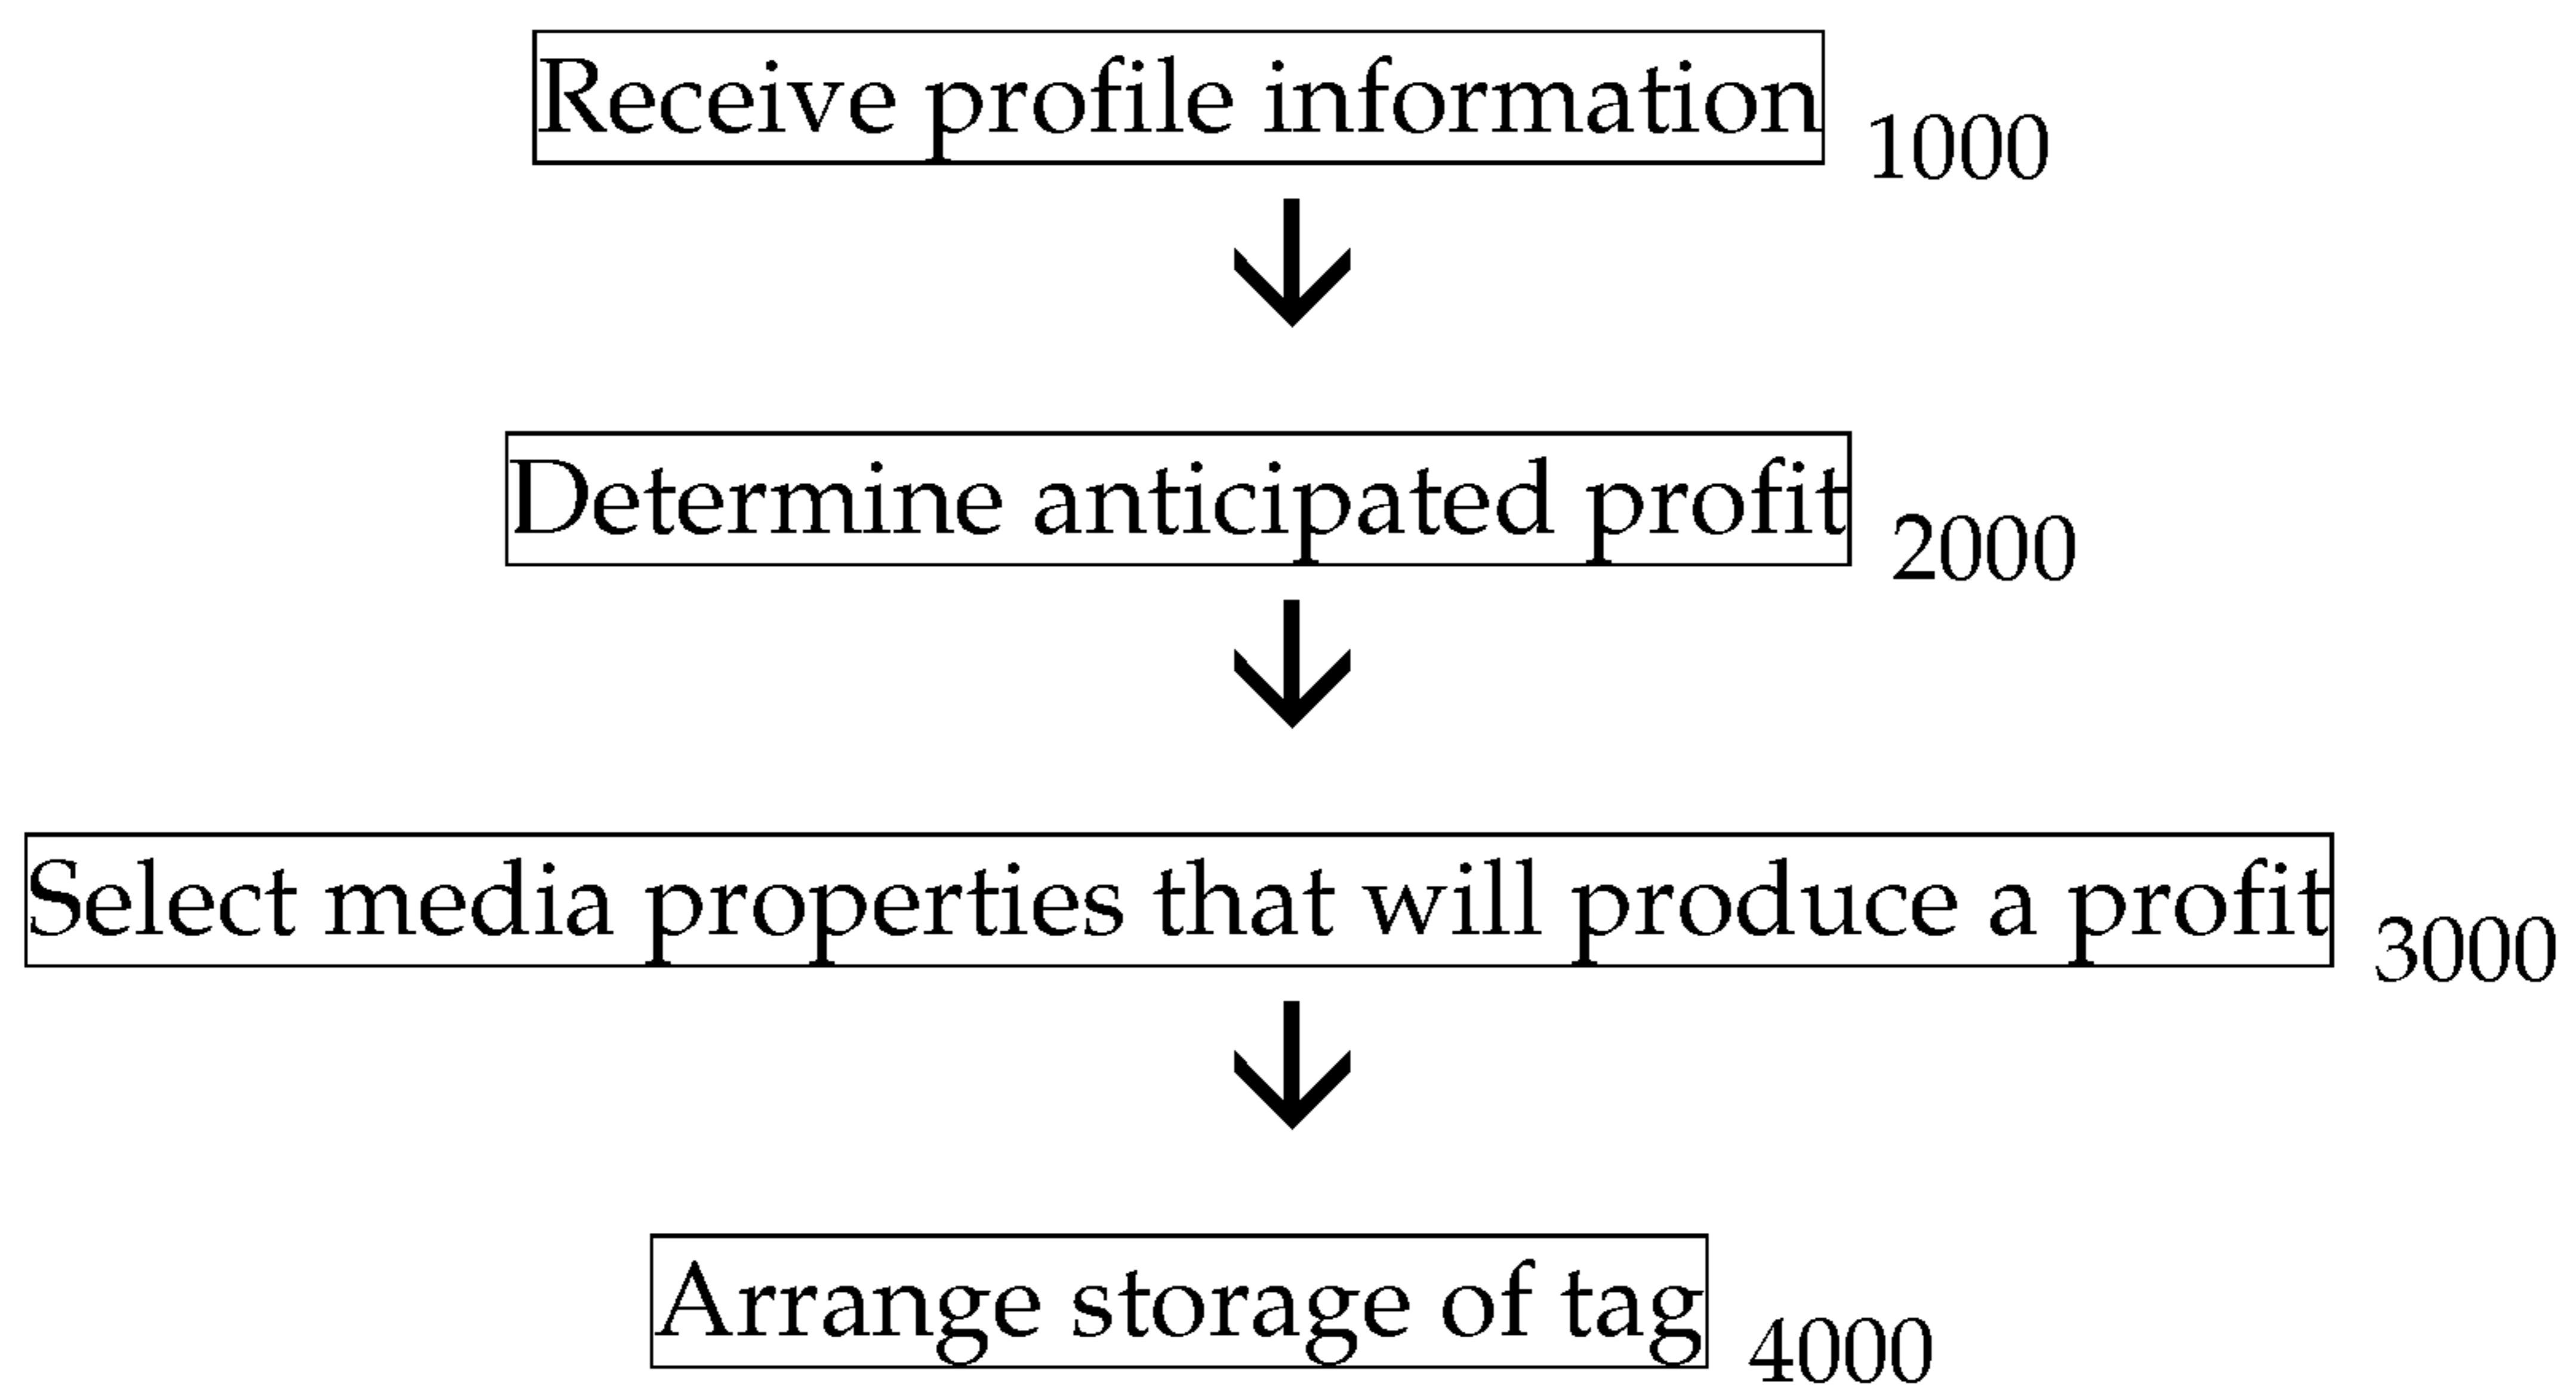 Receive profile information 1000
Determine anticipated profit 2000
Select media properties that will produce a profit 3000
Arrange storage of tag 4000